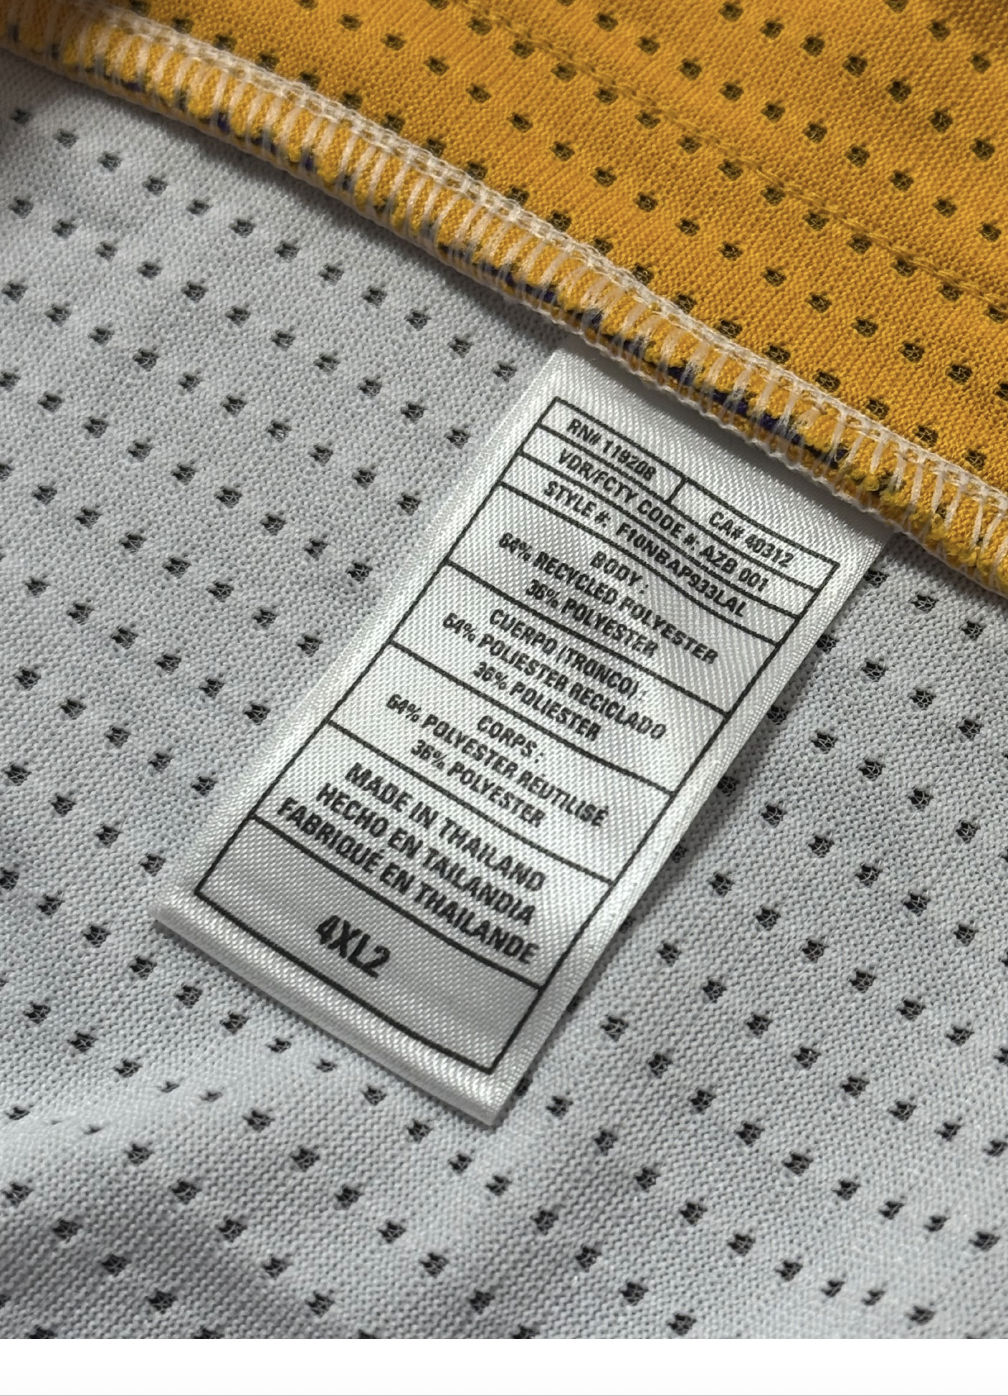 RN# 119208 CA# 40312
VDR/FCTY CODE #: AZB 001
STYLE #: F10NBAP933LAL
BODY :
64% RECYCLED POLYESTER
36% POLYESTER
CUERPO (TRONCO) :
64% POLIESTER RECICLADO
36% POLIESTER
CORPS :
64% POLYESTER RÉUTILISÉ
36% POLYESTER
MADE IN THAILAND
HECHO EN TAILANDIA
FABRIQUÉ EN THAILANDE
4XL2